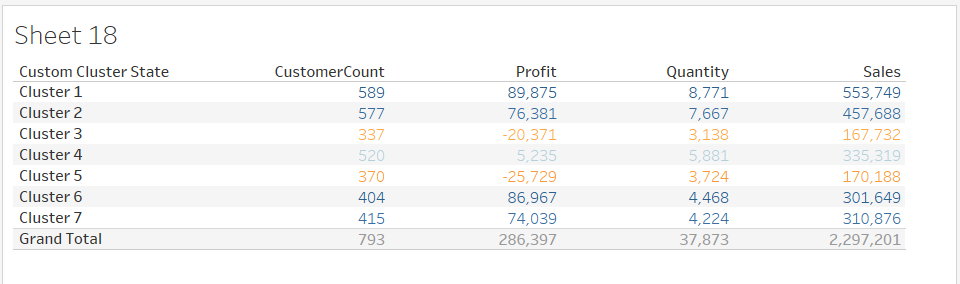 Sheet 18
Custom Cluster State CustomerCount Profit Quantity Sales
Cluster 1 589 89,875 8,771 553,749
Cluster 2 577 76,381 7,667 457,688
Cluster 3 337 -20,371 3,138 167,732
Cluster 4 520 5,235 5,881 335,319
Cluster 5 370 -25,729 3,724 170,188
Cluster 6 404 86,967 4,468 301,649
Cluster 7 415 74,039 4,224 310,876
Grand Total 793 286,397 37,873 2,297,201